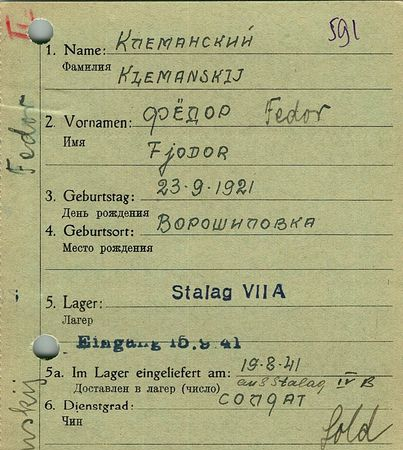 591
1. Name: Клеманский
Фамилия
KLEMANSKIJ
2. Vornamen: ФЁДОР Fedor
Имя
FJODOR
Fedor
3. Geburtstag: 23·9·1921
День рождения
4. Geburtsort: Ворошиловка
Место рождения
5. Lager: Stalag VII A
Лагерь
Eingang 15.9 41
5a. Im Lager eingeliefert am: 19·8·41
Доставлен в лагерь (число) aus Stalag IV B
6. Dienstgrad: СОЛДАТ
Чин
Sold